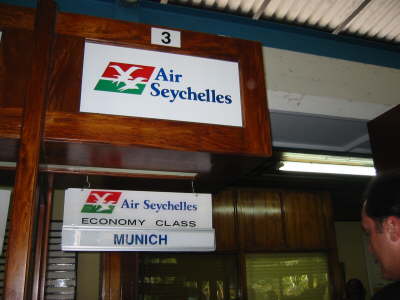 3
Air
Seychelles
Air Seychelles
ECONOMY CLASS
MUNICH